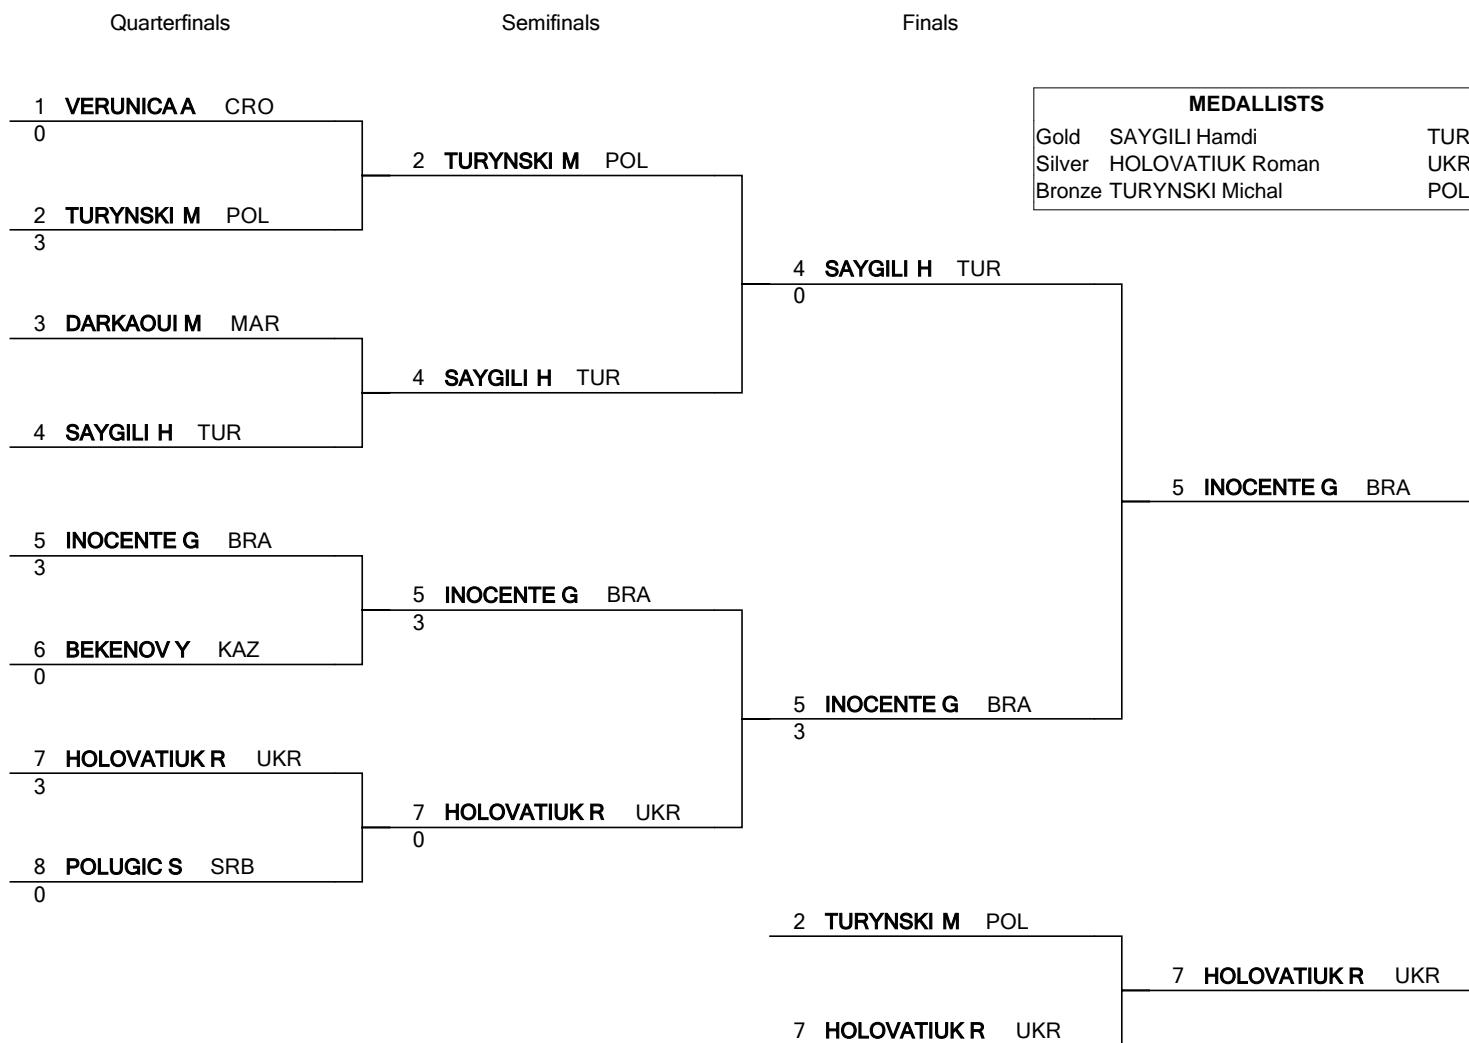 Quarterfinals Semifinals Finals
MEDALLISTS
Gold SAYGILI Hamdi TUR
Silver HOLOVATIUK Roman UKR
Bronze TURYNSKI Michal POL
1 VERUNICA A CRO
0
2 TURYNSKI M POL
3
3 DARKAOUI M MAR
4 SAYGILI H TUR
5 INOCENTE G BRA
3
6 BEKENOV Y KAZ
0
7 HOLOVATIUK R UKR
3
8 POLUGIC S SRB
0
2 TURYNSKI M POL
4 SAYGILI H TUR
5 INOCENTE G BRA
3
7 HOLOVATIUK R UKR
0
4 SAYGILI H TUR
0
5 INOCENTE G BRA
3
5 INOCENTE G BRA
2 TURYNSKI M POL
7 HOLOVATIUK R UKR
7 HOLOVATIUK R UKR